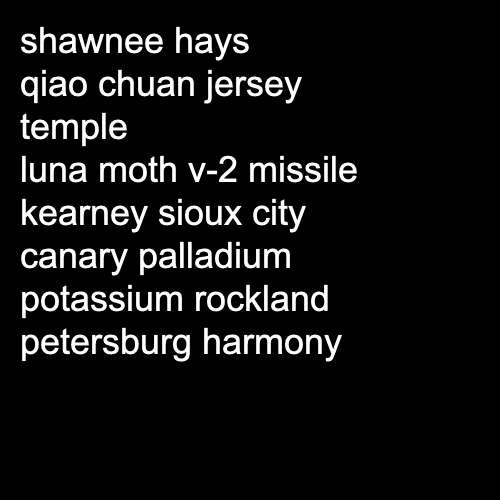 shawnee hays
qiao chuan jersey
temple
luna moth v-2 missile
kearney sioux city
canary palladium
potassium rockland
petersburg harmony